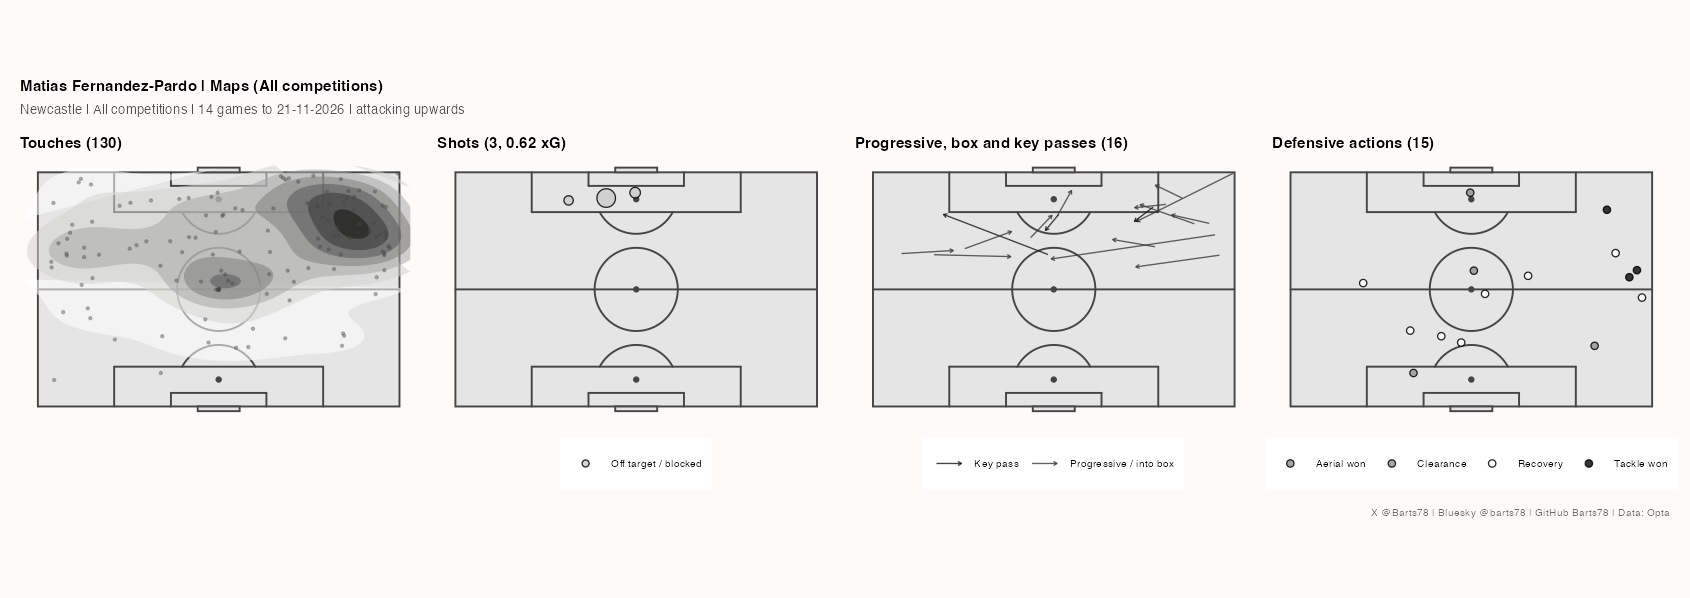 Matias Fernandez-Pardo | Maps (All competitions)
Newcastle | All competitions | 14 games to 21-11-2026 | attacking upwards
Touches (130)
Shots (3, 0.62 xG)
Progressive, box and key passes (16)
Defensive actions (15)
Off target / blocked
Key pass
Progressive / into box
Aerial won
Clearance
Recovery
Tackle won
X @Barts78 | Bluesky @barts78 | GitHub Barts78 | Data: Opta